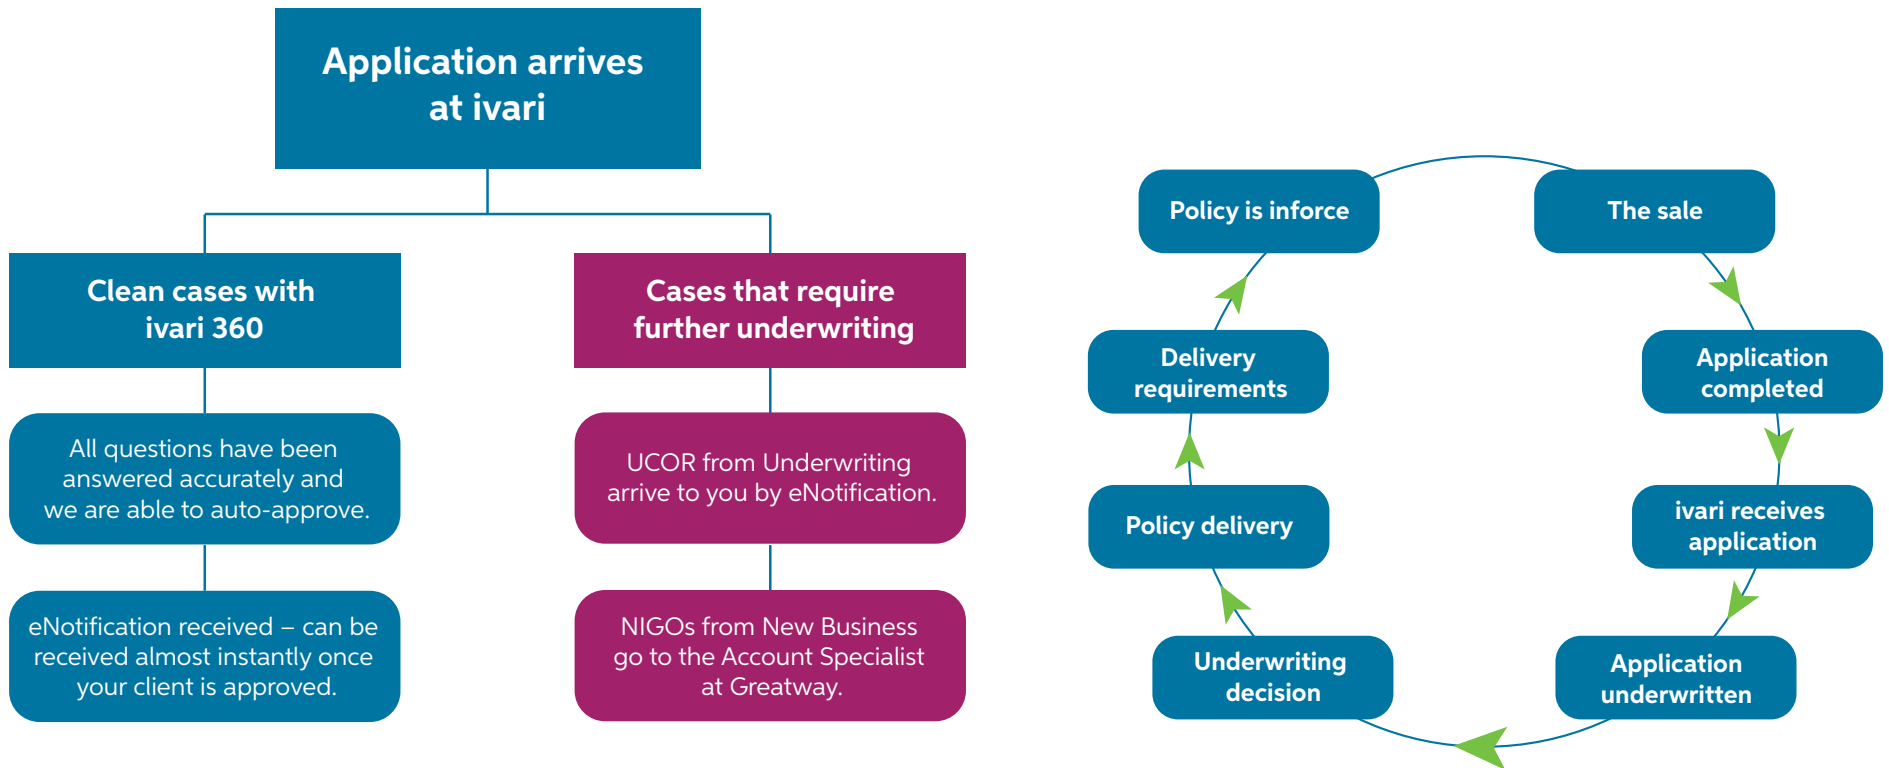 Application arrives
at ivari
Clean cases with
ivari 360
All questions have been
answered accurately and
we are able to auto-approve.
eNotification received – can be
received almost instantly once
your client is approved.
Cases that require
further underwriting
UCOR from Underwriting
arrive to you by eNotification.
NIGOs from New Business
go to the Account Specialist
at Greatway.
The sale
Application
completed
ivari receives
application
Application
underwritten
Underwriting
decision
Policy delivery
Delivery
requirements
Policy is inforce